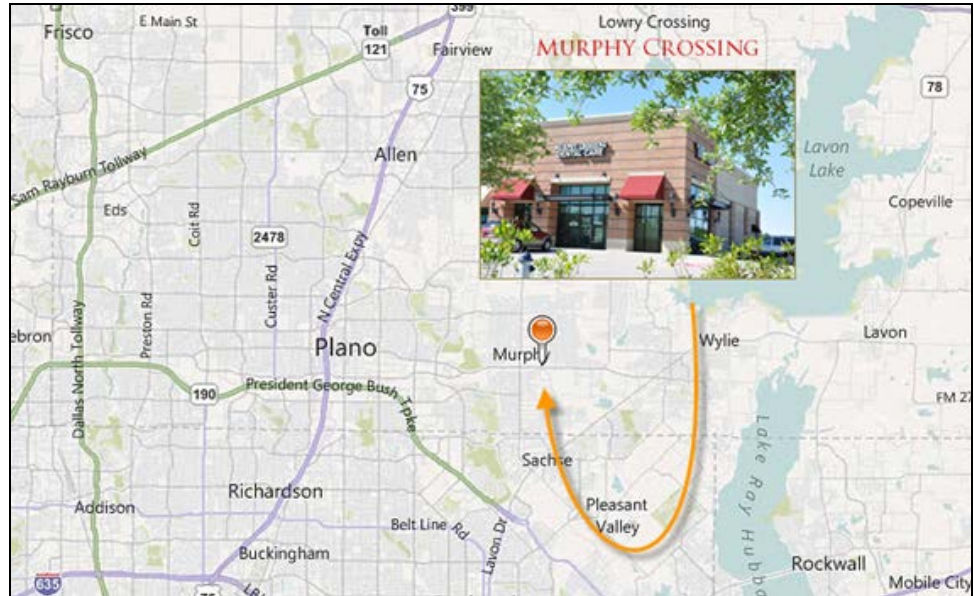 399
E Main St
Frisco
Toll
121
Fairview
Lowry Crossing
MURPHY CROSSING
75
78
Allen
Sam Rayburn Tollway
Lavon
Lake
Eds
Coit Rd
Copeville
2478
Preston Rd
Custer Rd
N Central Expy
Dallas North Tollway
ebron
Plano
Murphy
Wylie
Lavon
190
President George Bush Tpke
FM 27
Sachse
Lake Ray Hubb
Richardson
Addison
Pleasant
Valley
Belt Line Rd
Lavon Dr
Buckingham
Rockwall
635
75
LB
Mobile City